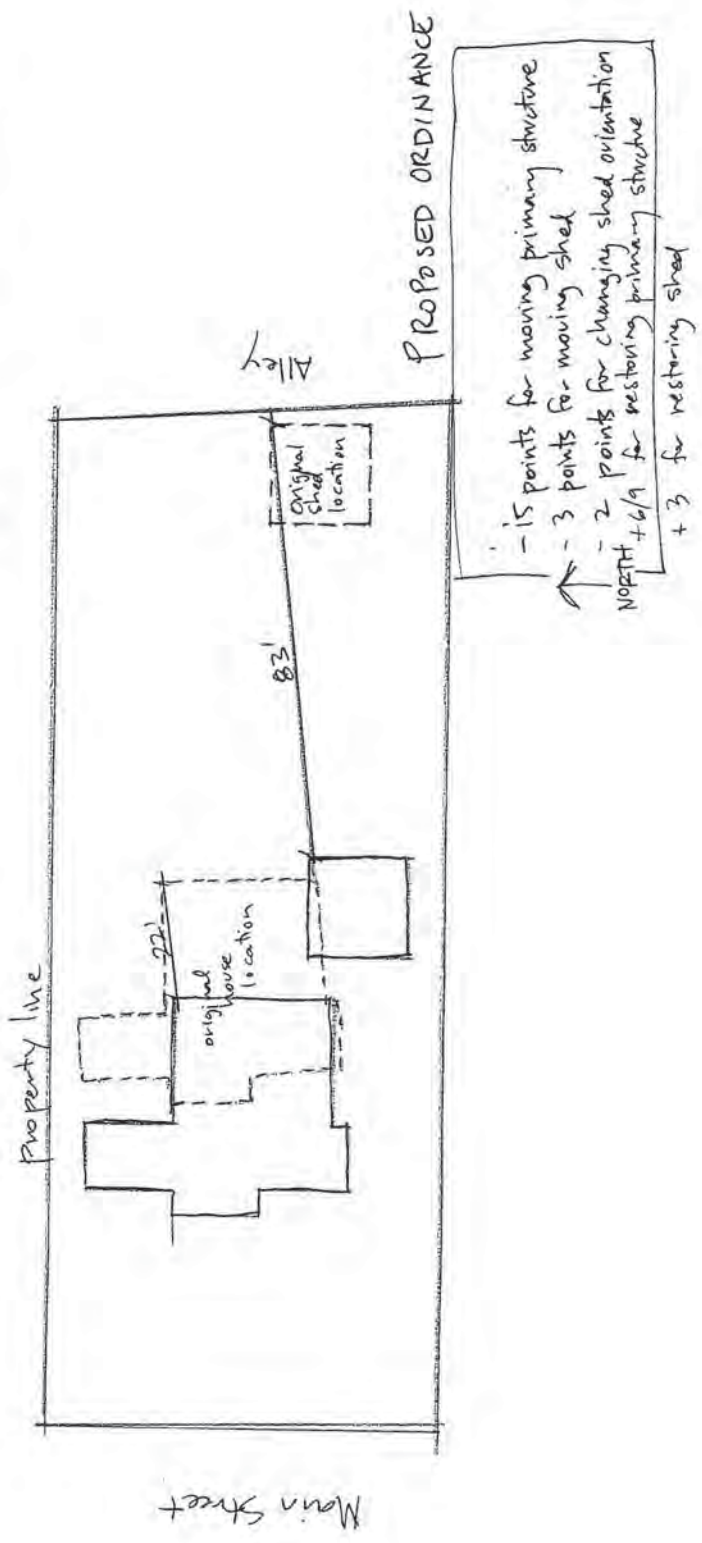 Property line
Main Street
22'
original
house
location
83'
original
shed
location
Alley
PROPOSED ORDINANCE
-15 points for moving primary structure
- 3 points for moving shed
- 2 points for changing shed orientation
+6/9 for restoring primary structure
+ 3 for restoring shed
NORTH